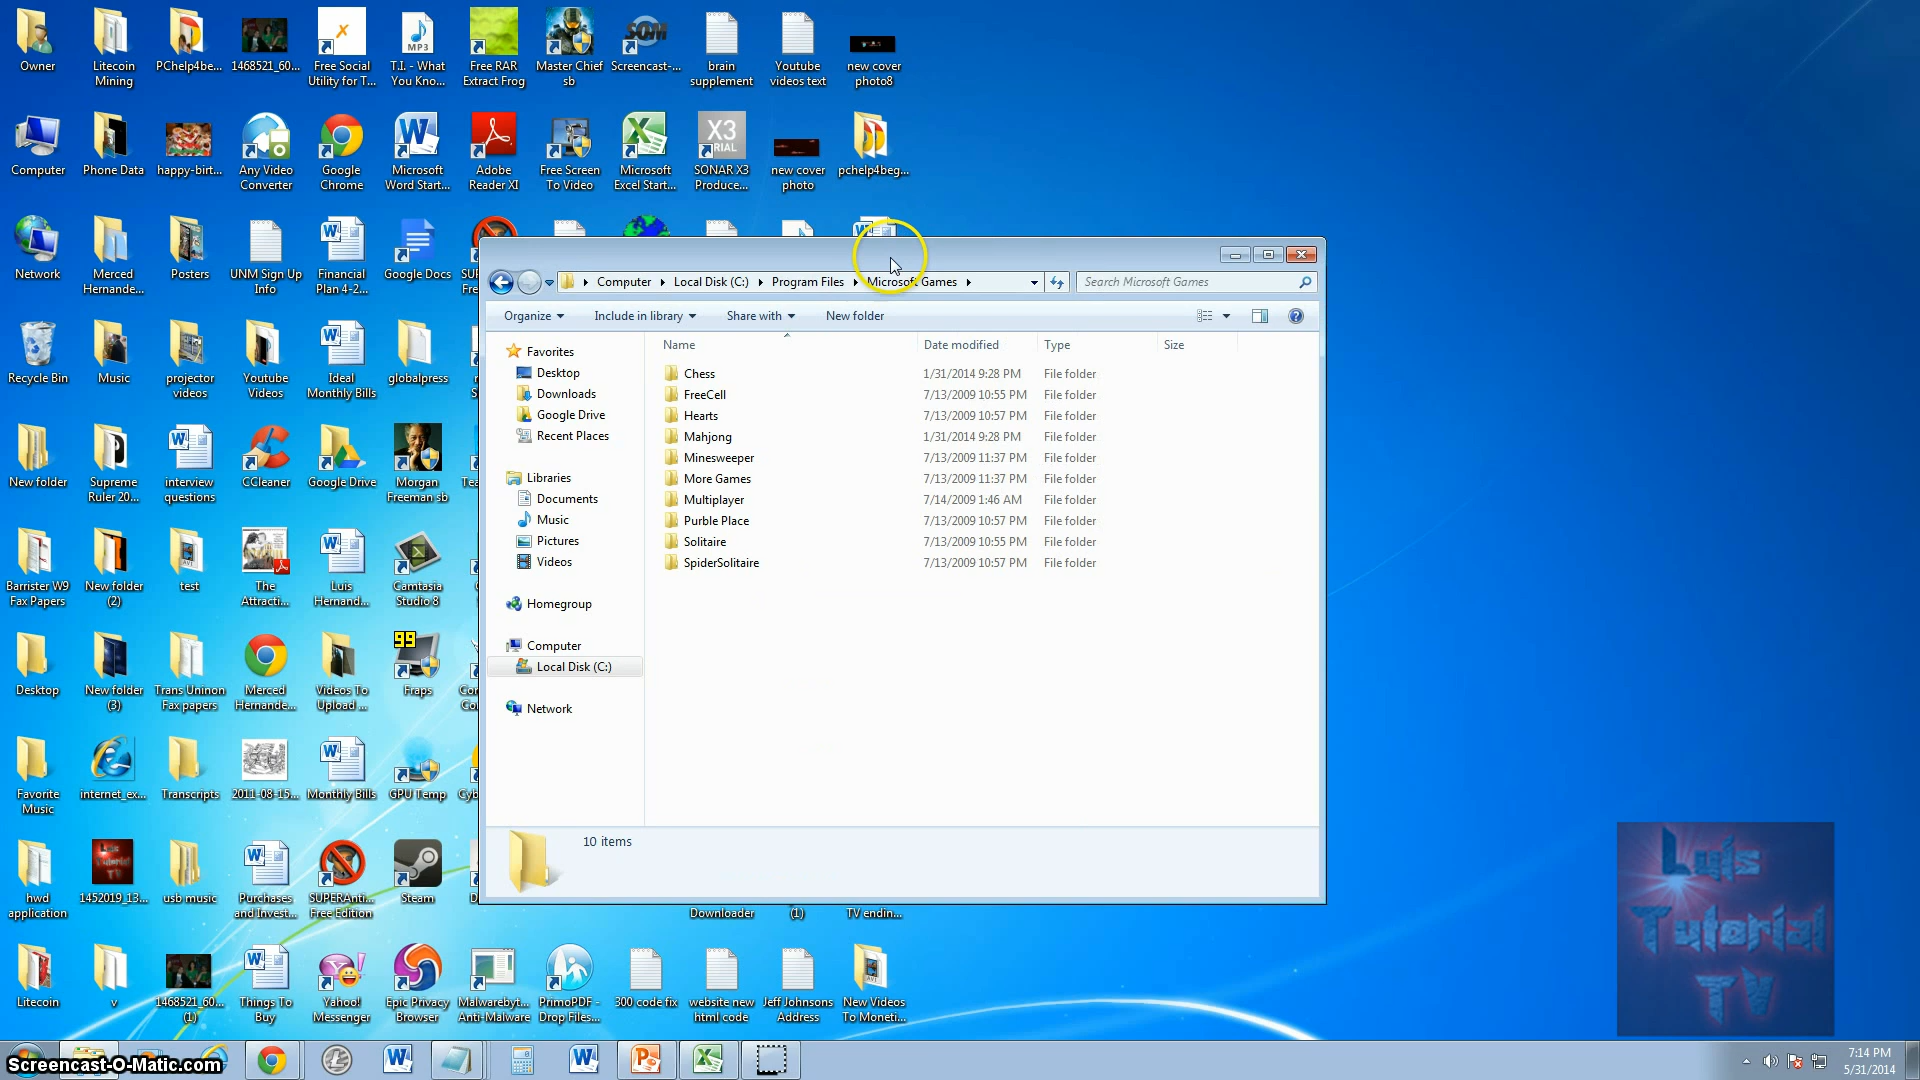 Owner
Litecoin
Mining
PChelp4be...
1468521_60...
Free Social
Utility for T...
MP3
T.I. - What
You Kno...
Free RAR
Extract Frog
Master Chief
sb
SOM
Screencast-...
brain
supplement
Youtube
videos text
new cover
photo8
Computer
Phone Data
happy-birt...
Any Video
Converter
Google
Chrome
Microsoft
Word Start...
Adobe
Reader XI
Free Screen
To Video
Microsoft
Excel Start...
X3
SONAR X3
Produce...
new cover
photo
pchelp4beg...
Network
Merced
Hernande...
Posters
UNM Sign Up
Info
Financial
Plan 4-2...
Google Docs
Recycle Bin
Music
projector
videos
Youtube
Videos
Ideal
Monthly Bills
globalpress
New folder
Supreme
Ruler 20...
interview
questions
CCleaner
Google Drive
Morgan
Freeman sb
Barrister W9
Fax Papers
New folder
(2)
test
The
Attracti...
Luis
Hernand...
Camtasia
Studio 8
Desktop
New folder
(3)
Trans Uninon
Fax papers
Merced
Hernande...
Videos To
Upload ...
99
Fraps
Favorite
Music
internet_ex...
Transcripts
2011-08-15...
Monthly Bills
GPU Temp
hwd
application
1452019_13...
usb music
Purchases
and Invest...
SUPERAnti...
Free Edition
Steam
Downloader
(1)
TV endin...
Litecoin
v
1468521_60...
(1)
Things To
Buy
Yahoo!
Messenger
Epic Privacy
Browser
Malwarebyt...
Anti-Malware
PrimoPDF -
Drop Files...
300 code fix
website new
html code
Jeff Johnsons
Address
New Videos
To Moneti...
Computer Local Disk (C:) Program Files Microsoft Games
Search Microsoft Games
Organize Include in library Share with New folder
Name Date modified Type Size
Favorites
Desktop
Downloads
Google Drive
Recent Places
Libraries
Documents
Music
Pictures
Videos
Homegroup
Computer
Local Disk (C:)
Network
Chess 1/31/2014 9:28 PM File folder
FreeCell 7/13/2009 10:55 PM File folder
Hearts 7/13/2009 10:57 PM File folder
Mahjong 1/31/2014 9:28 PM File folder
Minesweeper 7/13/2009 11:37 PM File folder
More Games 7/13/2009 11:37 PM File folder
Multiplayer 7/14/2009 1:46 AM File folder
Purble Place 7/13/2009 10:57 PM File folder
Solitaire 7/13/2009 10:55 PM File folder
SpiderSolitaire 7/13/2009 10:57 PM File folder
10 items
Luis
Tutorial
TV
Screencast-O-Matic.com
7:14 PM
5/31/2014